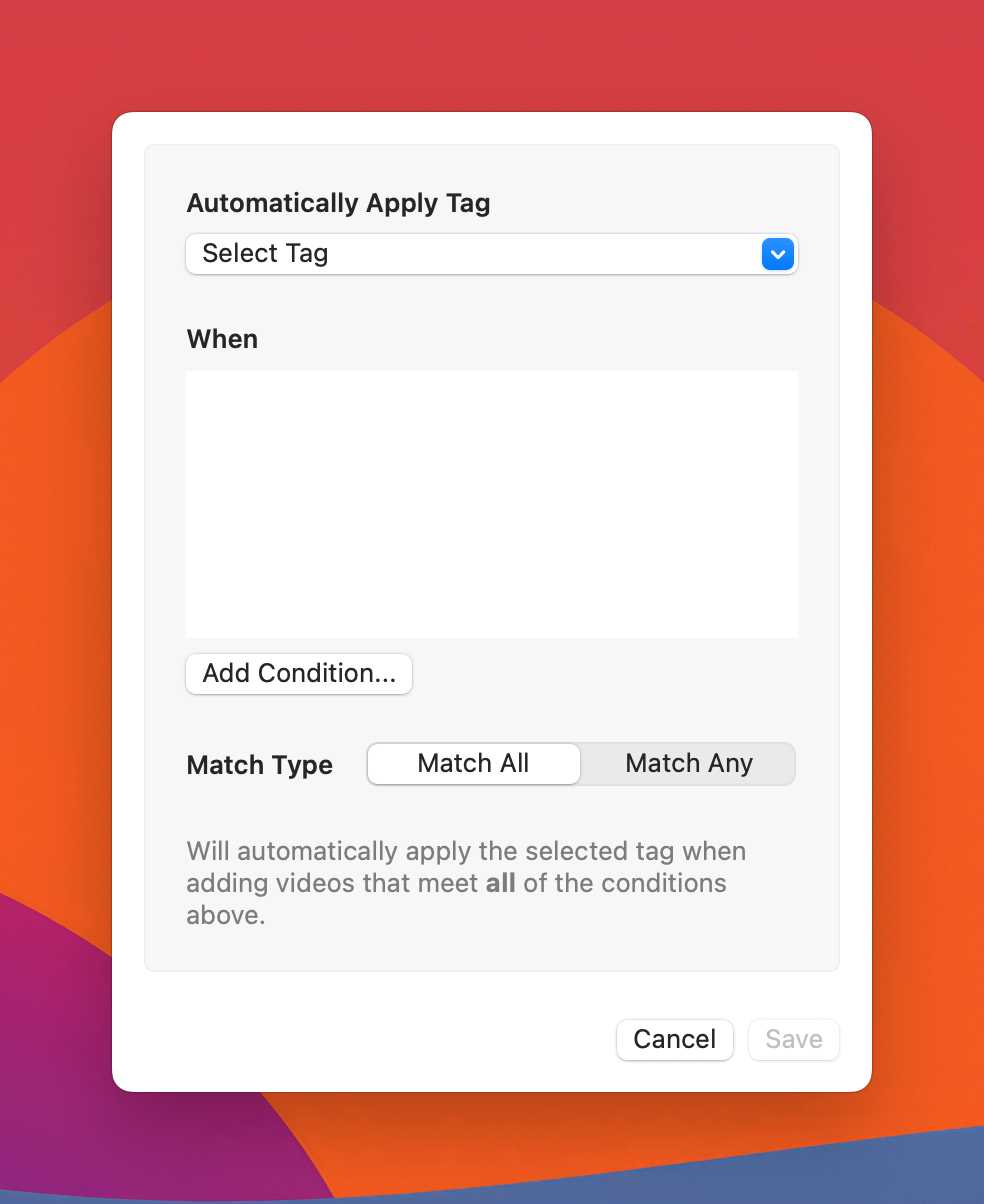 Automatically Apply Tag
Select Tag
When
Add Condition...
Match Type
Match All
Match Any
Will automatically apply the selected tag when
adding videos that meet all of the conditions
above.
Cancel
Save